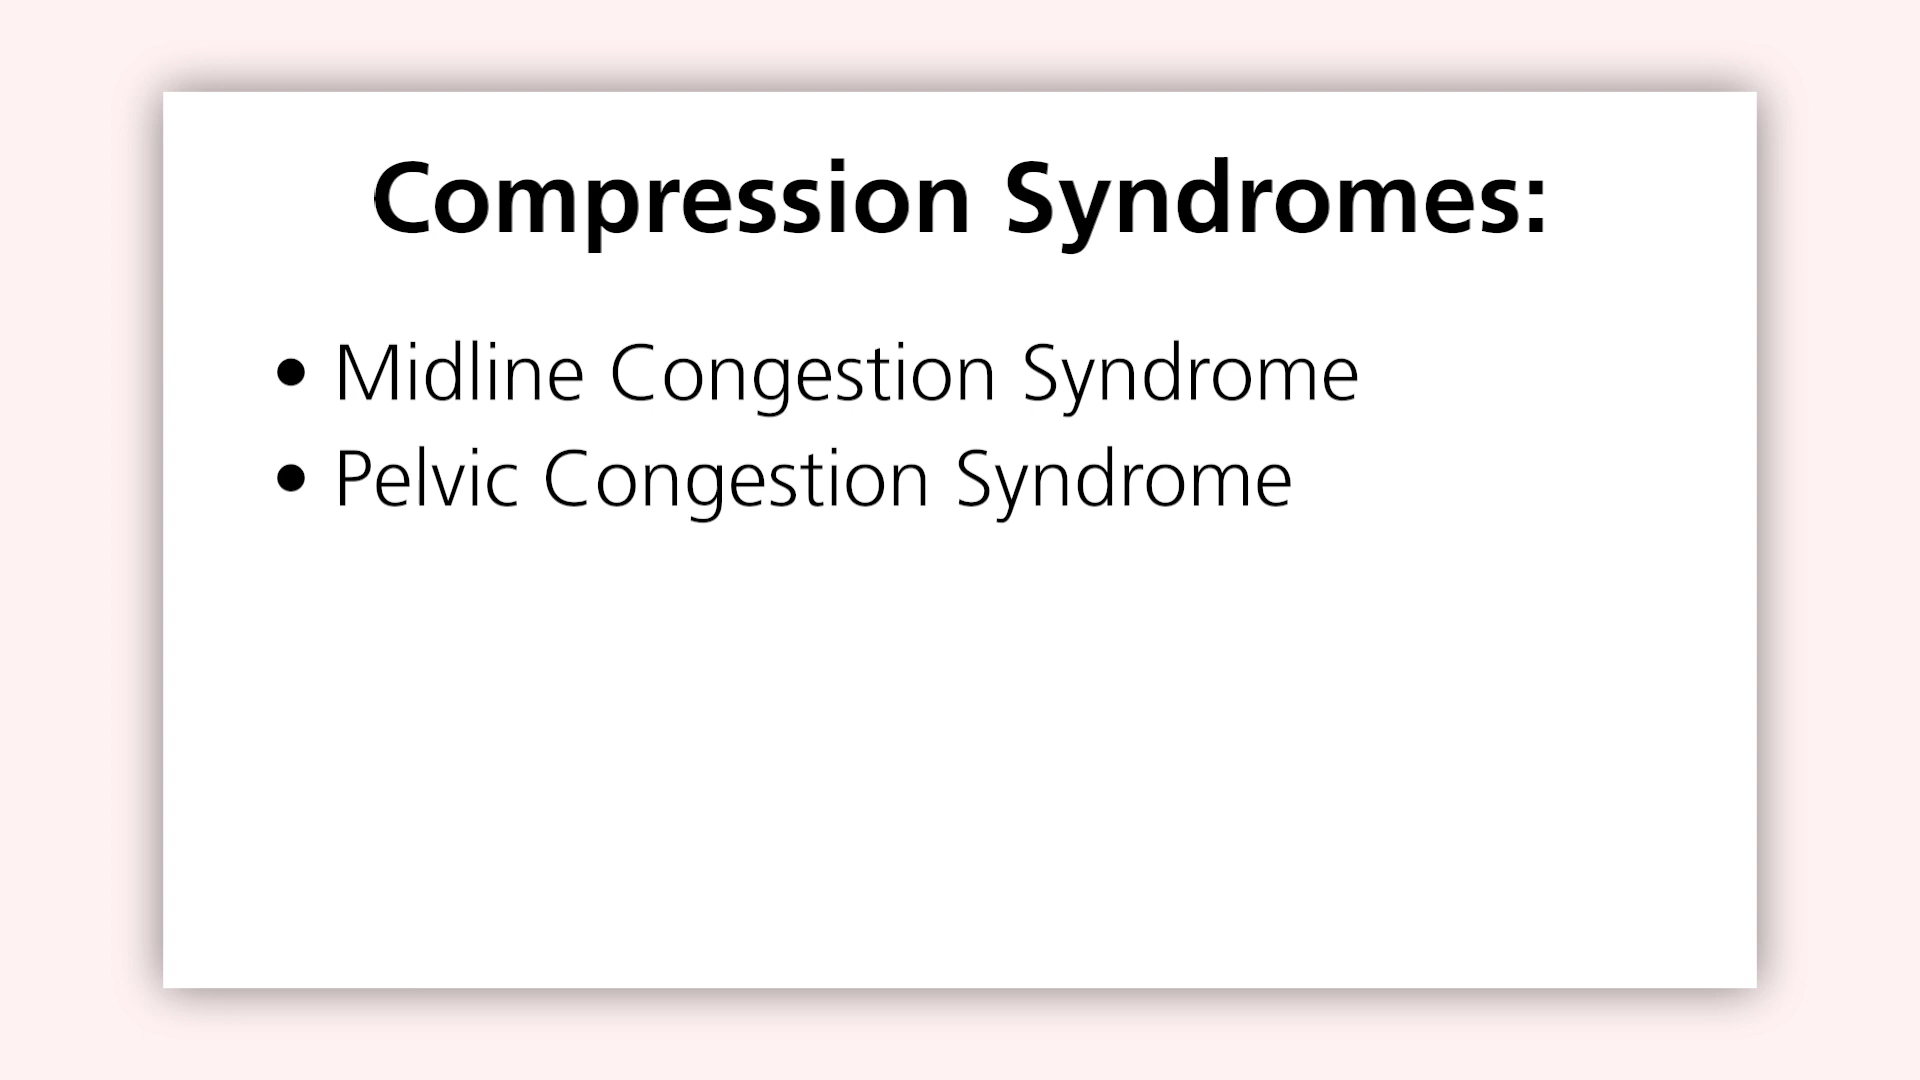 Compression Syndromes:
• Midline Congestion Syndrome
• Pelvic Congestion Syndrome